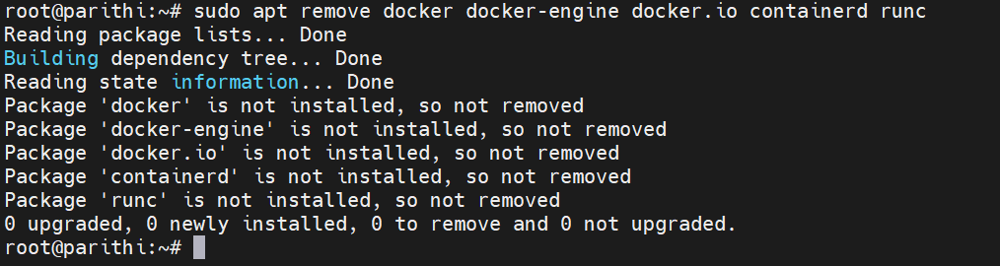 root@parithi:~# sudo apt remove docker docker-engine docker.io containerd runc
Reading package lists... Done
Building dependency tree... Done
Reading state information... Done
Package 'docker' is not installed, so not removed
Package 'docker-engine' is not installed, so not removed
Package 'docker.io' is not installed, so not removed
Package 'containerd' is not installed, so not removed
Package 'runc' is not installed, so not removed
0 upgraded, 0 newly installed, 0 to remove and 0 not upgraded.
root@parithi:~#